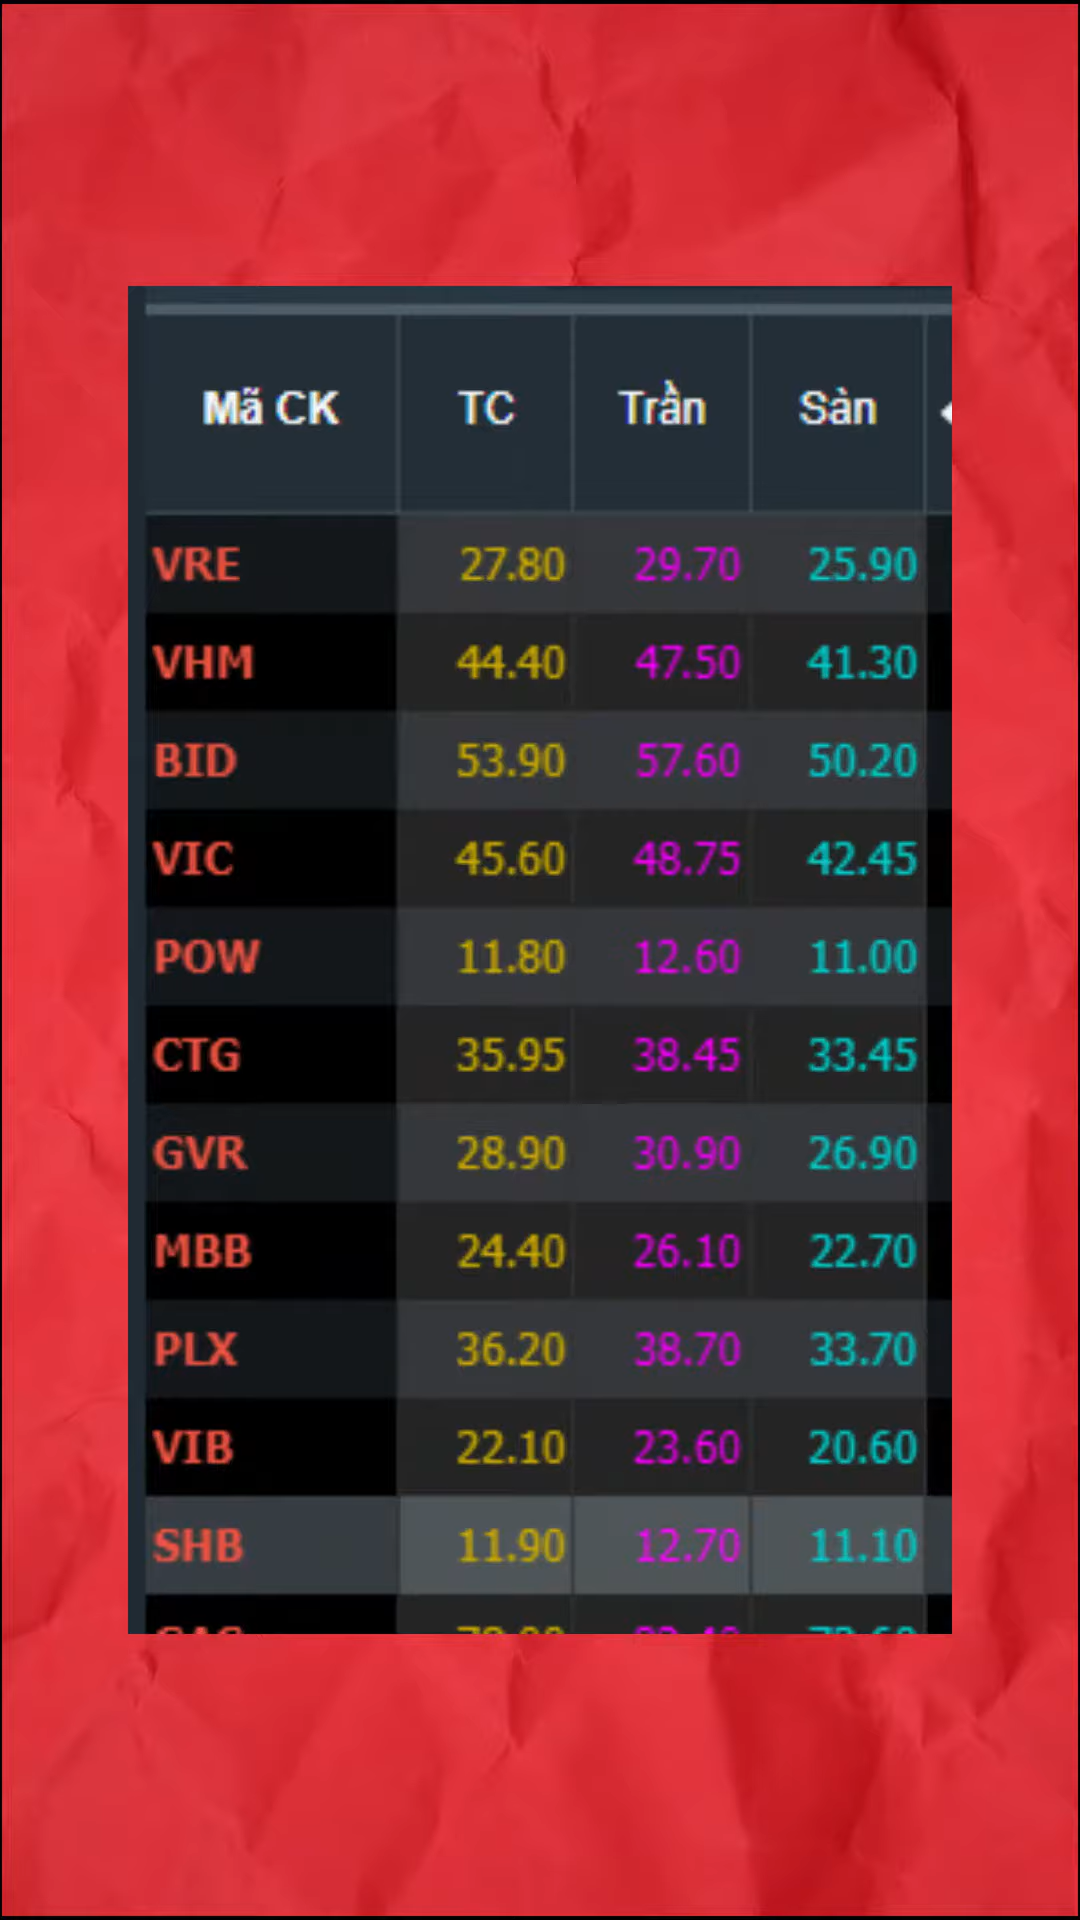 Mã CK TC Trần Sàn
VRE 27.80 29.70 25.90
VHM 44.40 47.50 41.30
BID 53.90 57.60 50.20
VIC 45.60 48.75 42.45
POW 11.80 12.60 11.00
CTG 35.95 38.45 33.45
GVR 28.90 30.90 26.90
MBB 24.40 26.10 22.70
PLX 36.20 38.70 33.70
VIB 22.10 23.60 20.60
SHB 11.90 12.70 11.10